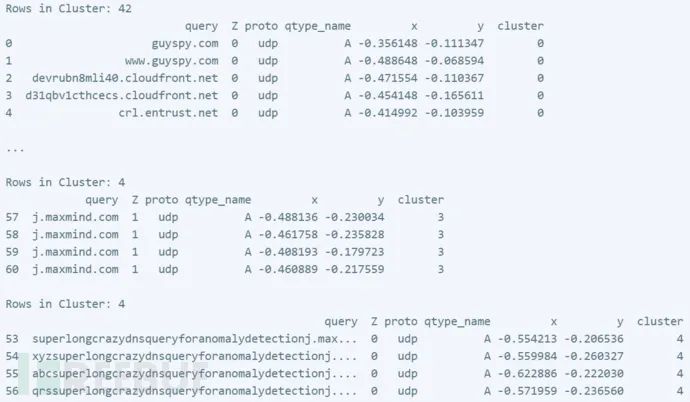 Rows in Cluster: 42
query Z proto qtype_name x y cluster
0 guyspy.com 0 udp A -0.356148 -0.111347 0
1 www.guyspy.com 0 udp A -0.488648 -0.068594 0
2 devrubn8mli40.cloudfront.net 0 udp A -0.471554 -0.110367 0
3 d31qbv1cthcecs.cloudfront.net 0 udp A -0.454148 -0.165611 0
4 crl.entrust.net 0 udp A -0.414992 -0.103959 0
...
Rows in Cluster: 4
query Z proto qtype_name x y cluster
57 j.maxmind.com 1 udp A -0.488136 -0.230034 3
58 j.maxmind.com 1 udp A -0.461758 -0.235828 3
59 j.maxmind.com 1 udp A -0.408193 -0.179723 3
60 j.maxmind.com 1 udp A -0.460889 -0.217559 3
Rows in Cluster: 4
query Z proto qtype_name x y cluster
53 superlongcrazydnsqueryforanomalydetectionj.max... 0 udp A -0.554213 -0.206536 4
54 xyzsuperlongcrazydnsqueryforanomalydetectionj.... 0 udp A -0.559984 -0.260327 4
55 abcsuperlongcrazydnsqueryforanomalydetectionj.... 0 udp A -0.622886 -0.222030 4
56 qrssuperlongcrazydnsqueryforanomalydetectionj.... 0 udp A -0.571959 -0.236560 4